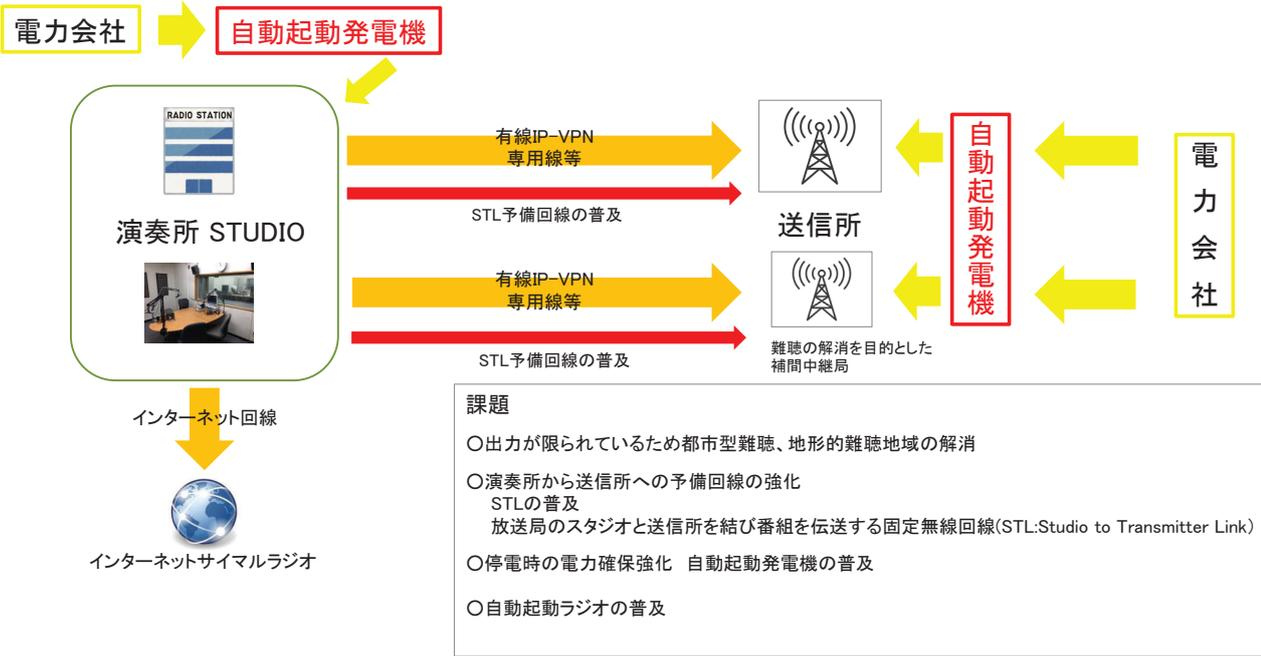 電力会社
自動起動発電機
RADIO STATION
演奏所 STUDIO
有線IP-VPN
専用線等
STL予備回線の普及
有線IP-VPN
専用線等
STL予備回線の普及
送信所
難聴の解消を目的とした
補間中継局
自動起動発電機
電力会社
インターネット回線
インターネットサイマルラジオ
課題
〇出力が限られているため都市型難聴、地形的難聴地域の解消
〇演奏所から送信所への予備回線の強化
STLの普及
放送局のスタジオと送信所を結び番組を伝送する固定無線回線(STL:Studio to Transmitter Link)
〇停電時の電力確保強化　自動起動発電機の普及
〇自動起動ラジオの普及